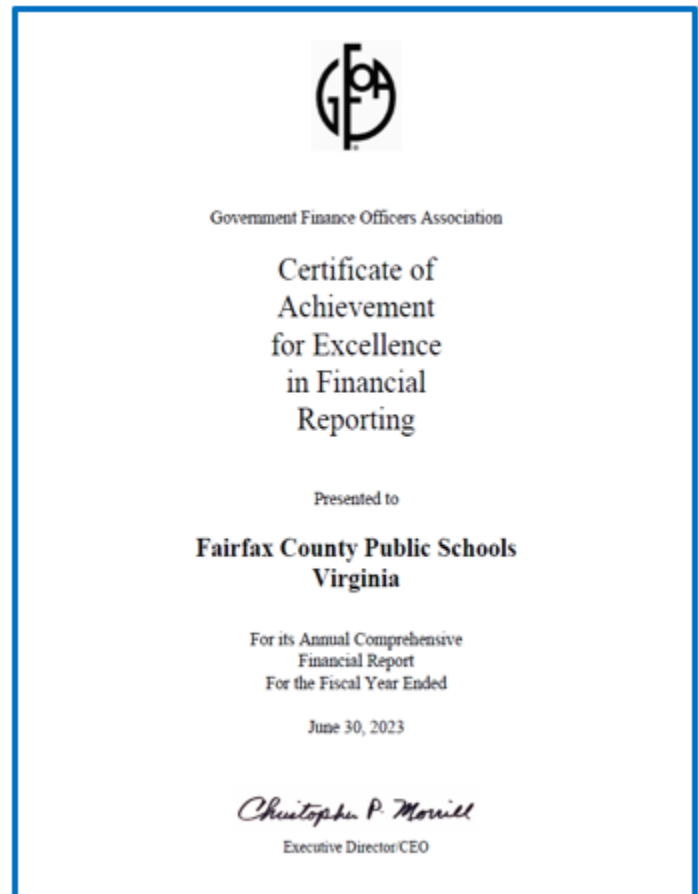 GFOA
Government Finance Officers Association
Certificate of
Achievement
for Excellence
in Financial
Reporting
Presented to
Fairfax County Public Schools
Virginia
For its Annual Comprehensive
Financial Report
For the Fiscal Year Ended
June 30, 2023
Christopher P. Morrill
Executive Director/CEO